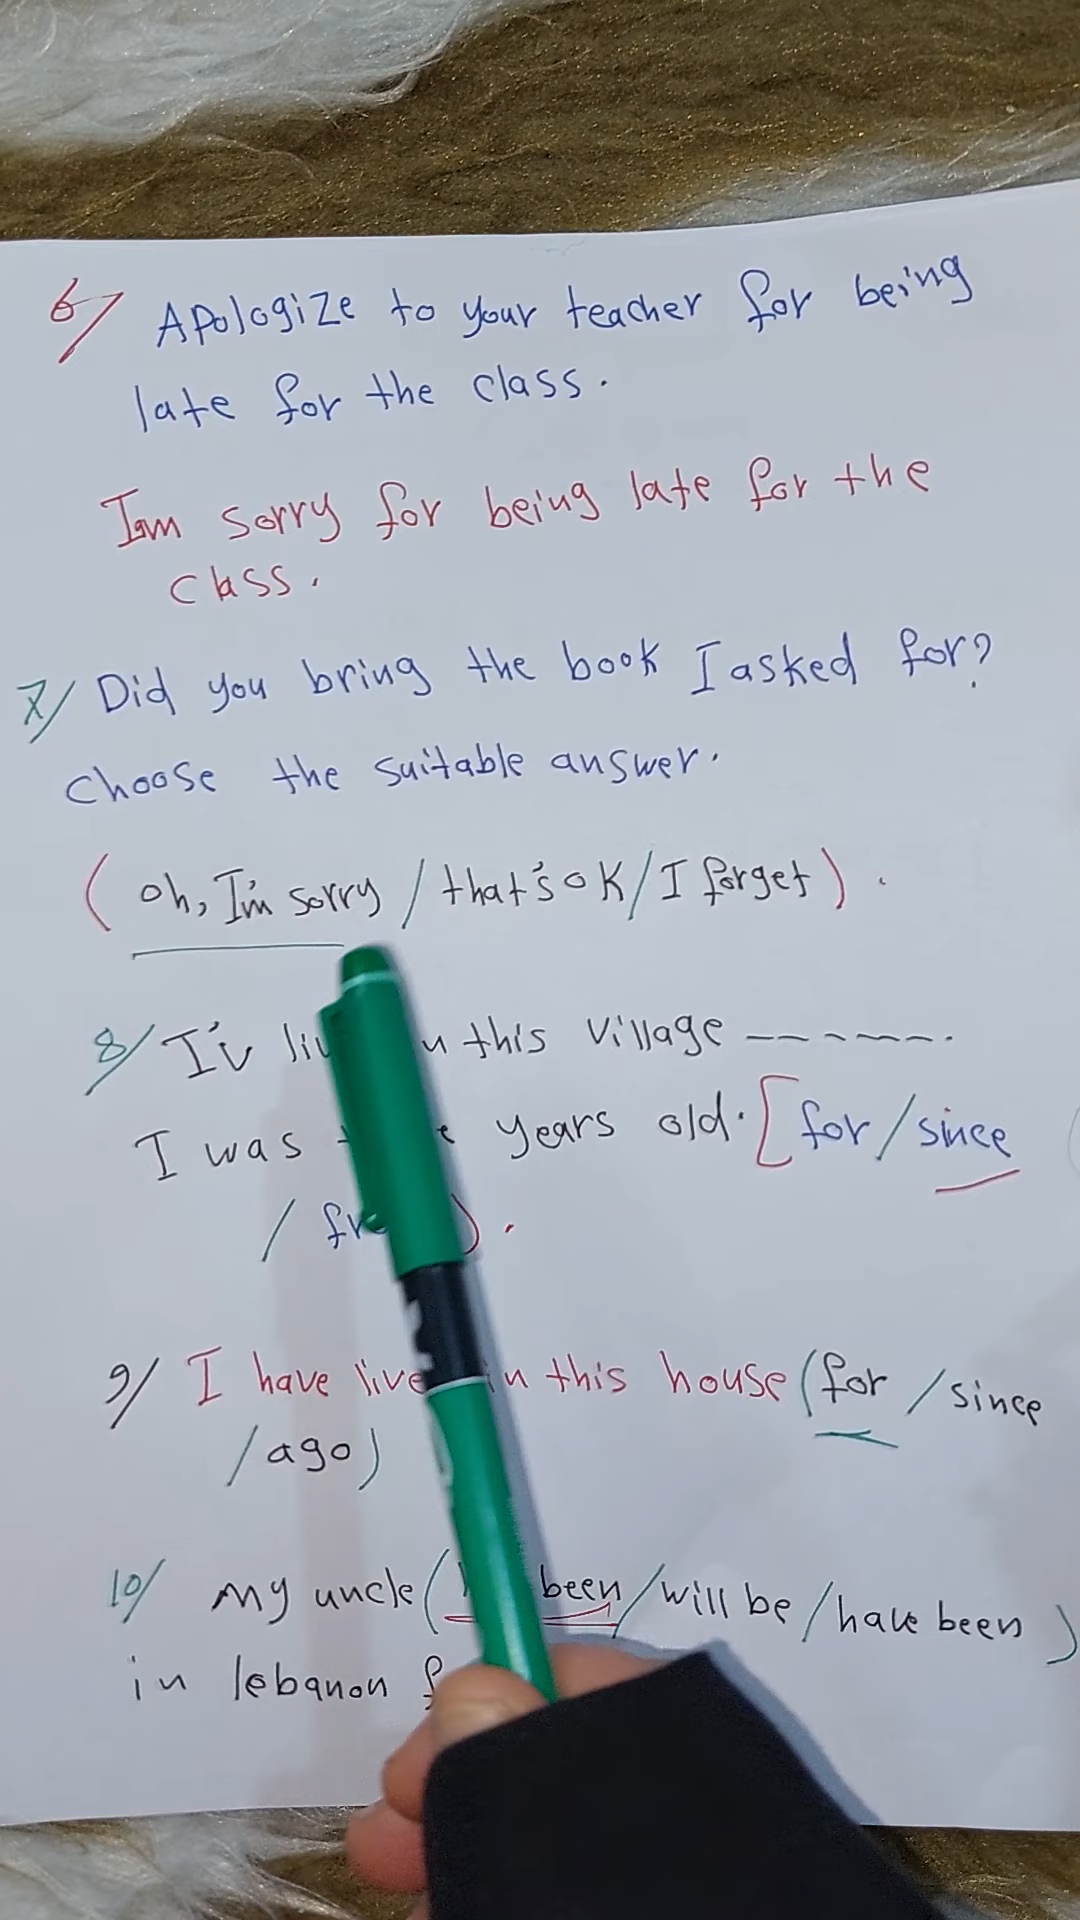 6/ Apologize to your teacher for being
late for the class.
Iam sorry for being late for the
class.
7/ Did you bring the book I asked for?
choose the suitable answer.
(oh, I'm sorry / that's ok / I forget).
8/ I'v this village -------.
I was years old. [for / since
/
9/ I have in this house (for / since
/ ago)
10/ my uncle ( been / will be / have been)
in lebanon